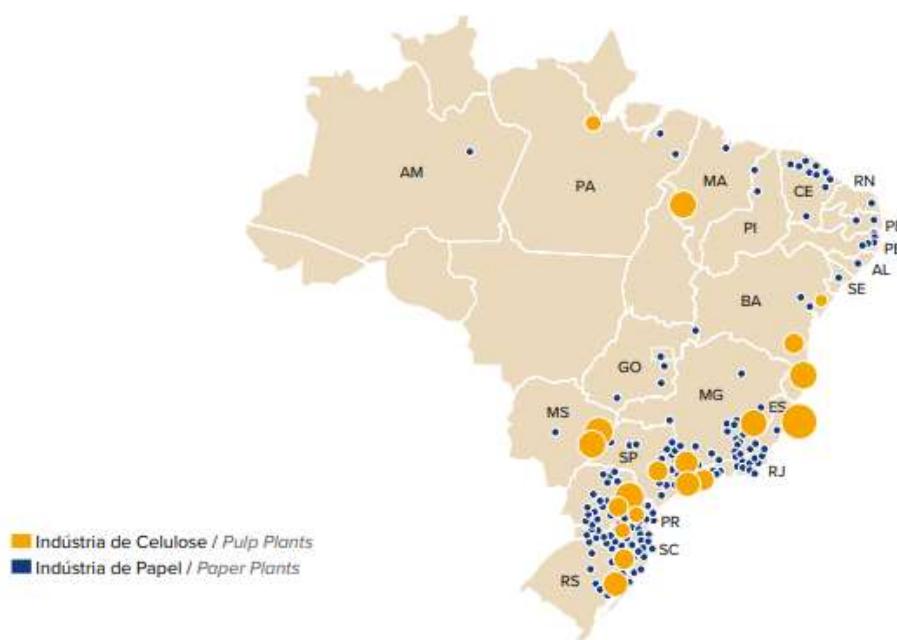 AM
PA
MA
CE
RN
PI
PE
AL
SE
BA
GO
MG
ES
MS
SP
RJ
PR
SC
RS
Indústria de Celulose / Pulp Plants
Indústria de Papel / Paper Plants